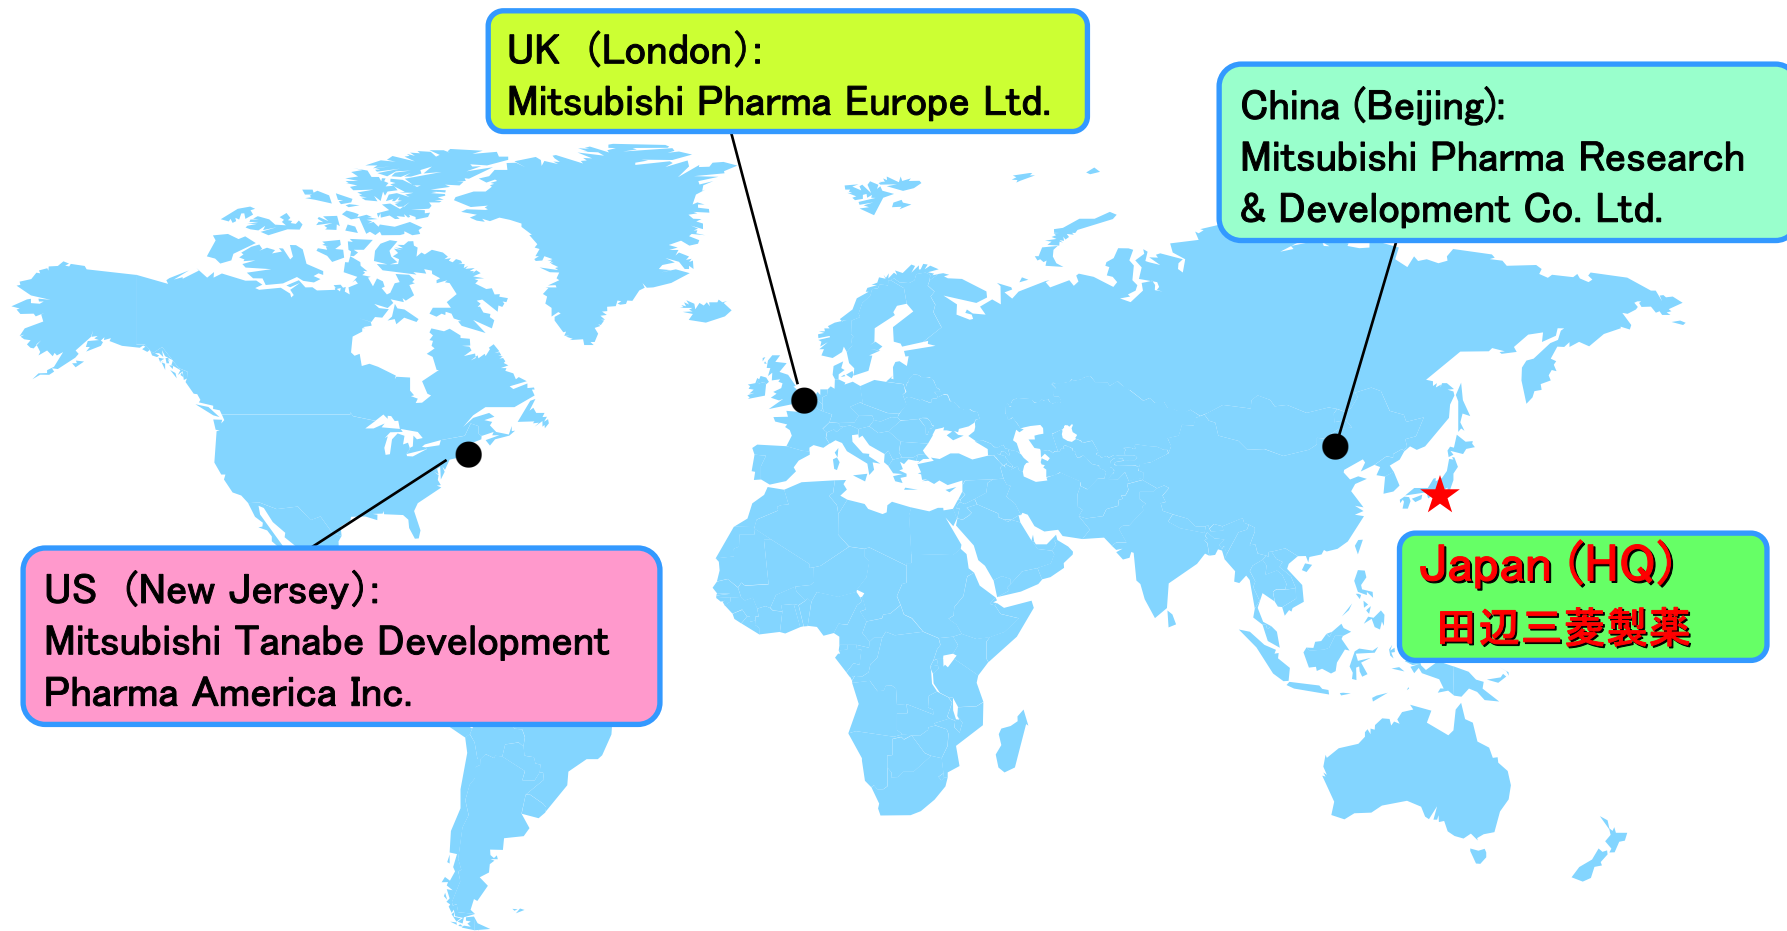 UK （London）:
Mitsubishi Pharma Europe Ltd.
China (Beijing):
Mitsubishi Pharma Research
& Development Co. Ltd.
US （New Jersey）:
Mitsubishi Tanabe Development
Pharma America Inc.
Japan (HQ)
田辺三菱製薬